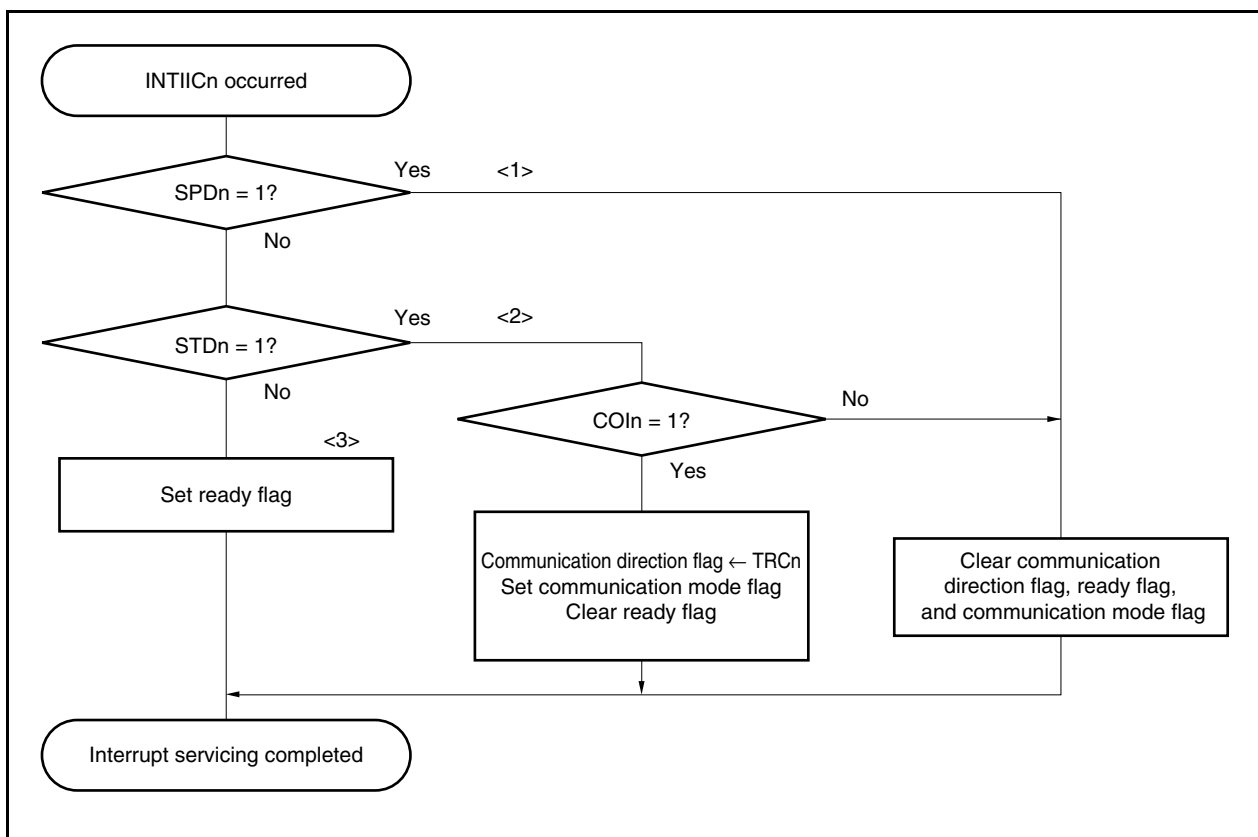 INTIICn occurred
Yes
<1>
SPDn = 1?
No
Yes
<2>
STDn = 1?
No
No
COIn = 1?
<3>
Yes
Set ready flag
Communication direction flag ← TRCn
Set communication mode flag
Clear ready flag
Clear communication
direction flag, ready flag,
and communication mode flag
Interrupt servicing completed